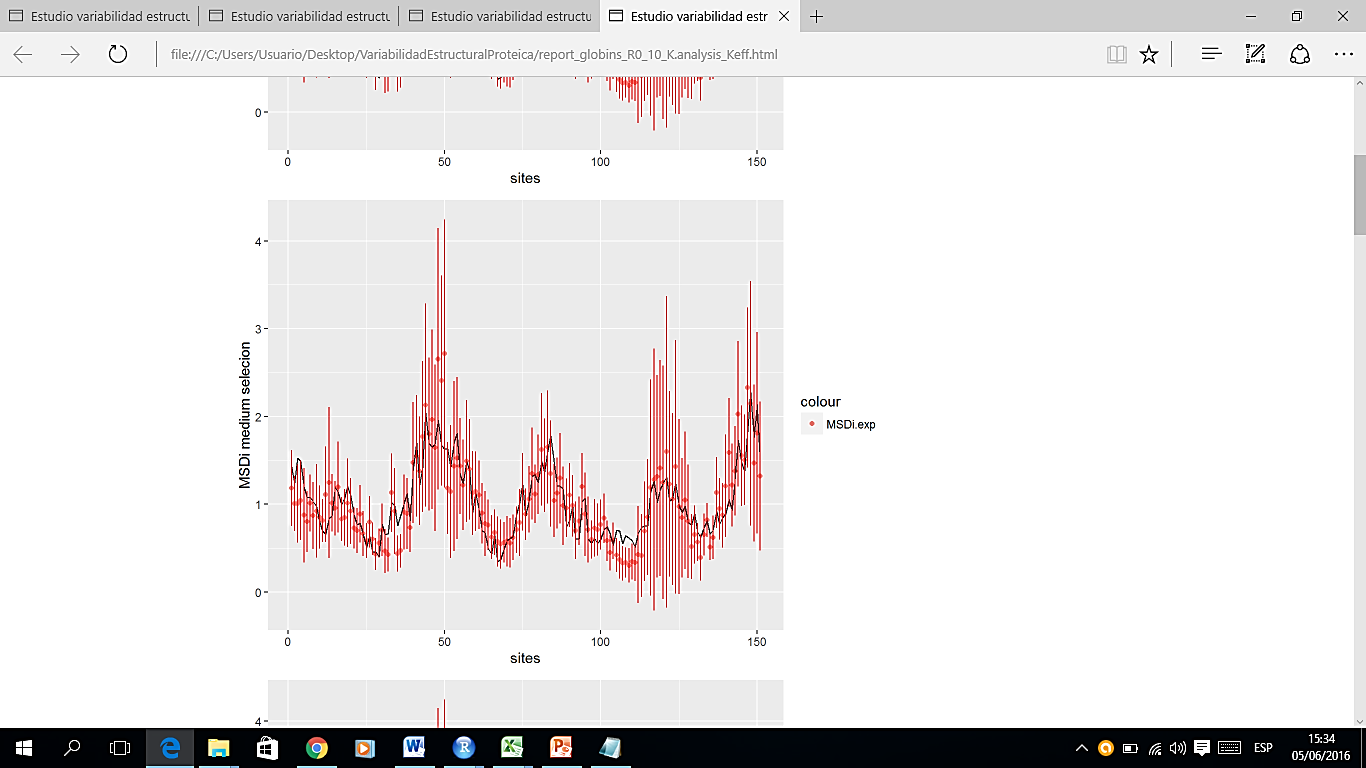 Estudio variabilidad estructu
Estudio variabilidad estructu
Estudio variabilidad estructu
Estudio variabilidad estr
file:///C:/Users/Usuario/Desktop/VariabilidadEstructuralProteica/report_globins_R0_10_K.analysis_Keff.html
0
0 50 100 150
sites
MSDi medium selecion
4
3
2
1
0
0 50 100 150
sites
colour
MSDi.exp
4
ESP
15:34
05/06/2016